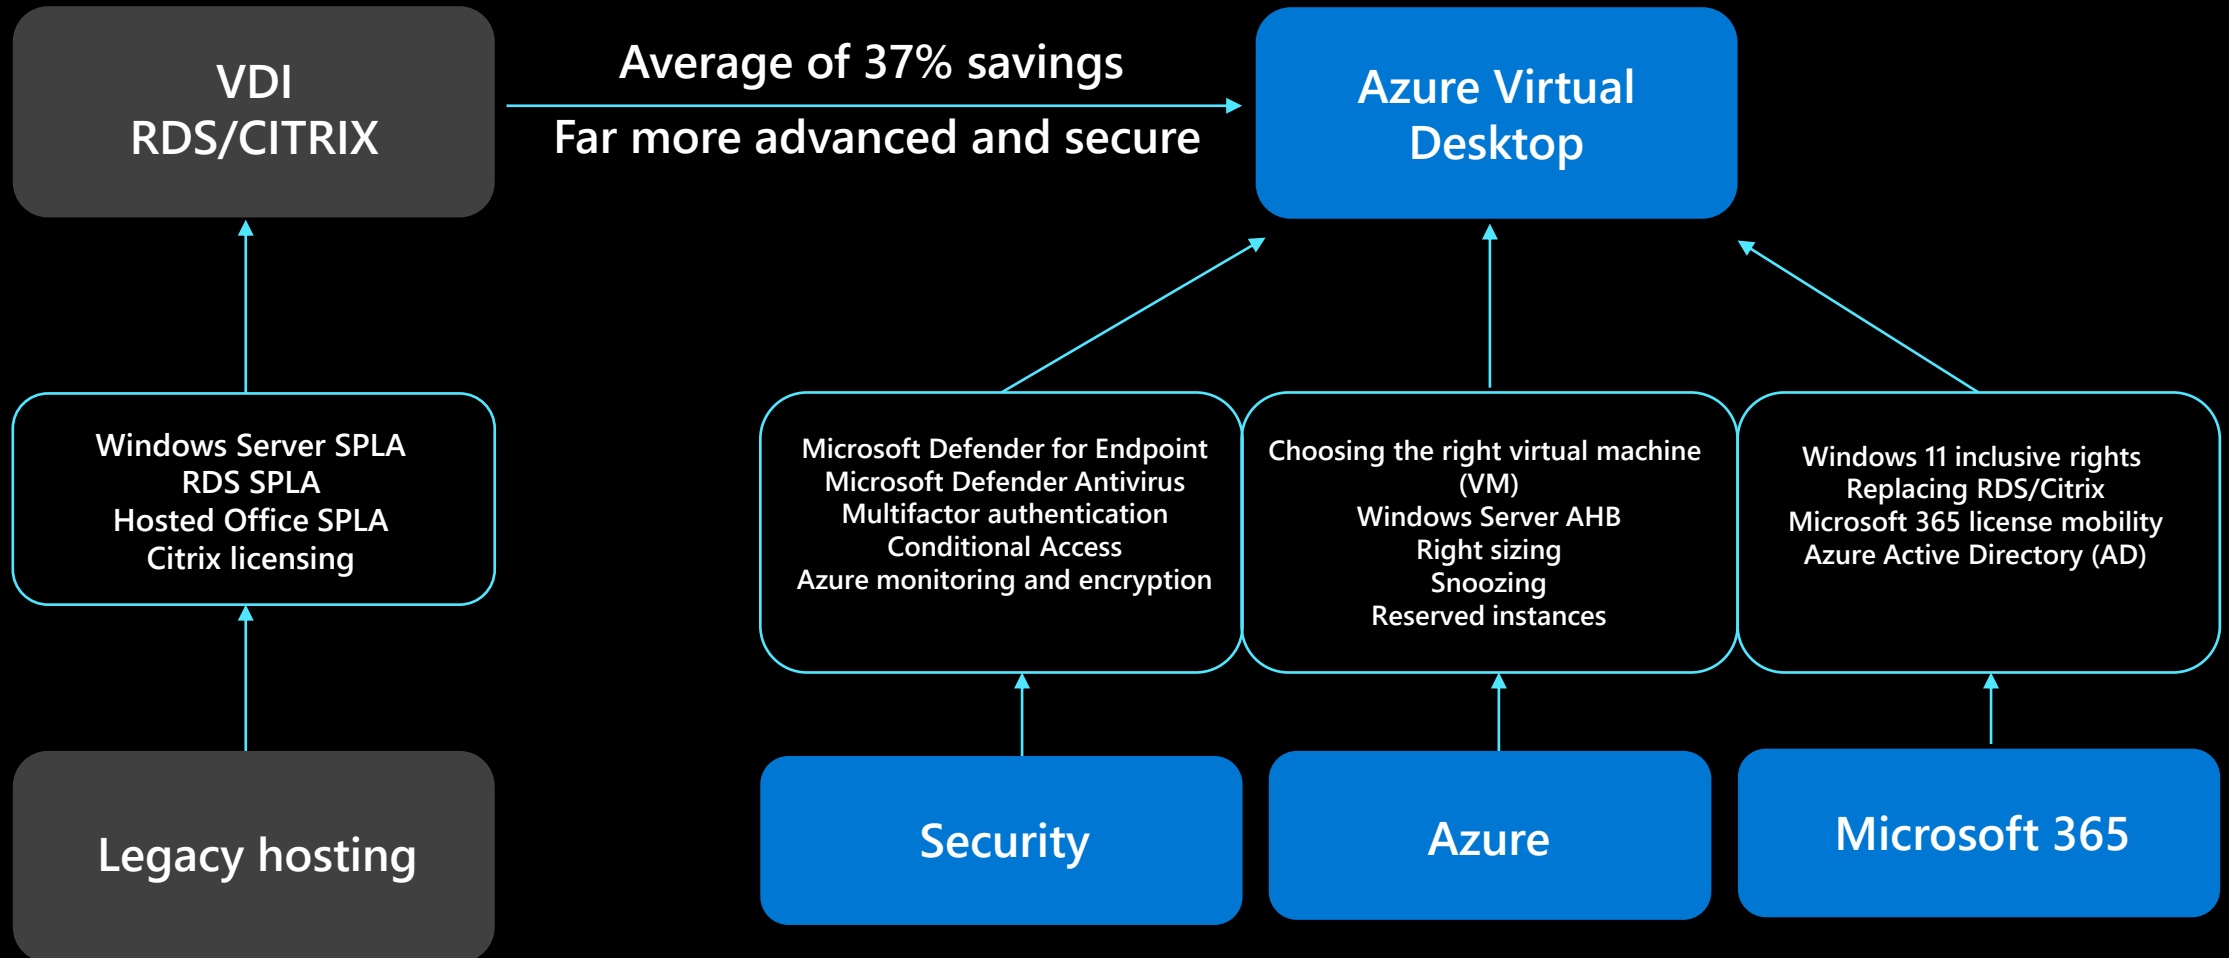 VDI
RDS/CITRIX
Average of 37% savings
Far more advanced and secure
Azure Virtual
Desktop
Windows Server SPLA
RDS SPLA
Hosted Office SPLA
Citrix licensing
Microsoft Defender for Endpoint
Microsoft Defender Antivirus
Multifactor authentication
Conditional Access
Azure monitoring and encryption
Choosing the right virtual machine
(VM)
Windows Server AHB
Right sizing
Snoozing
Reserved instances
Windows 11 inclusive rights
Replacing RDS/Citrix
Microsoft 365 license mobility
Azure Active Directory (AD)
Legacy hosting
Security
Azure
Microsoft 365